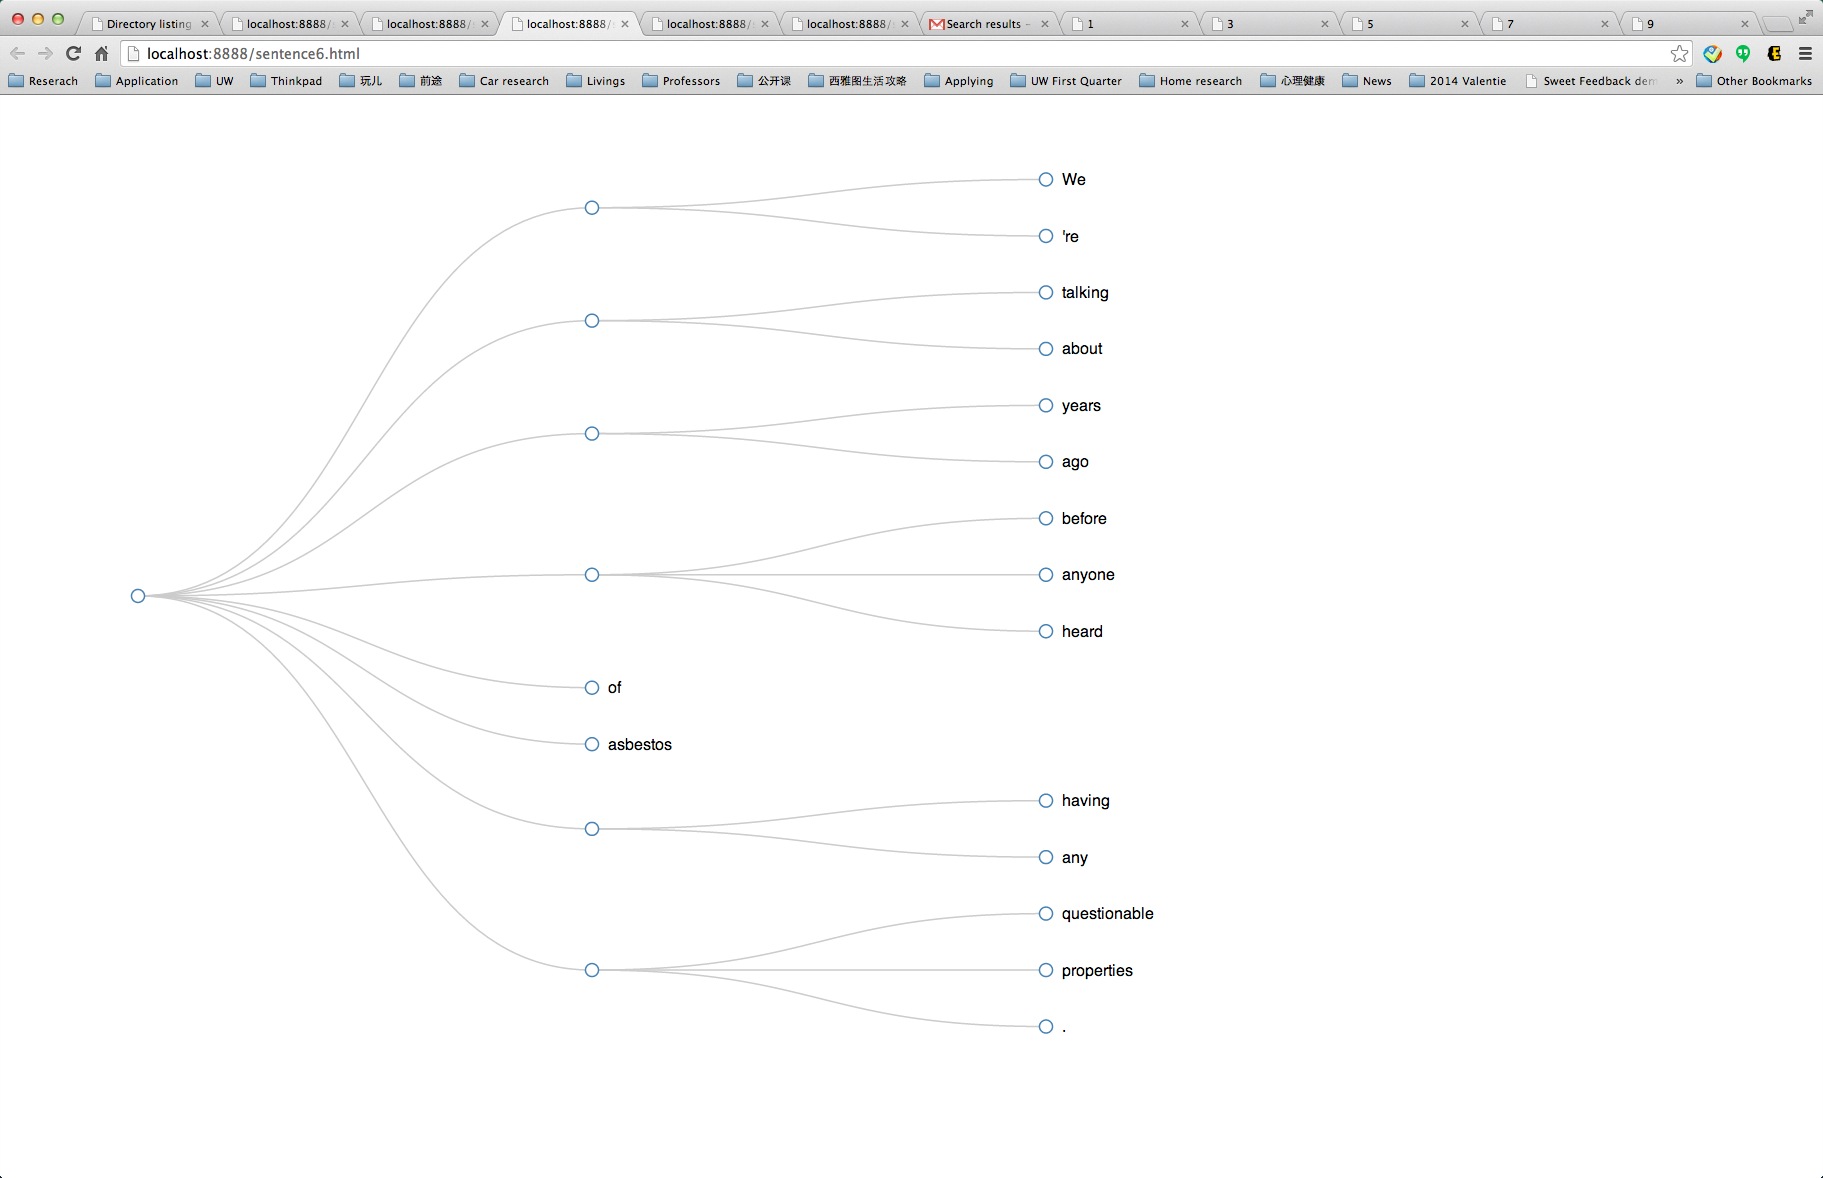 Directory listing
localhost:8888/
localhost:8888/
localhost:8888/
localhost:8888/
localhost:8888/
Search results -
1
3
5
7
9
localhost:8888/sentence6.html
Reserach Application UW Thinkpad 玩儿 前途 Car research Livings Professors 公开课 西雅图生活攻略 Applying UW First Quarter Home research 心理健康 News 2014 Valentie Sweet Feedback dem » Other Bookmarks
We
're
talking
about
years
ago
before
anyone
heard
of
asbestos
having
any
questionable
properties
.